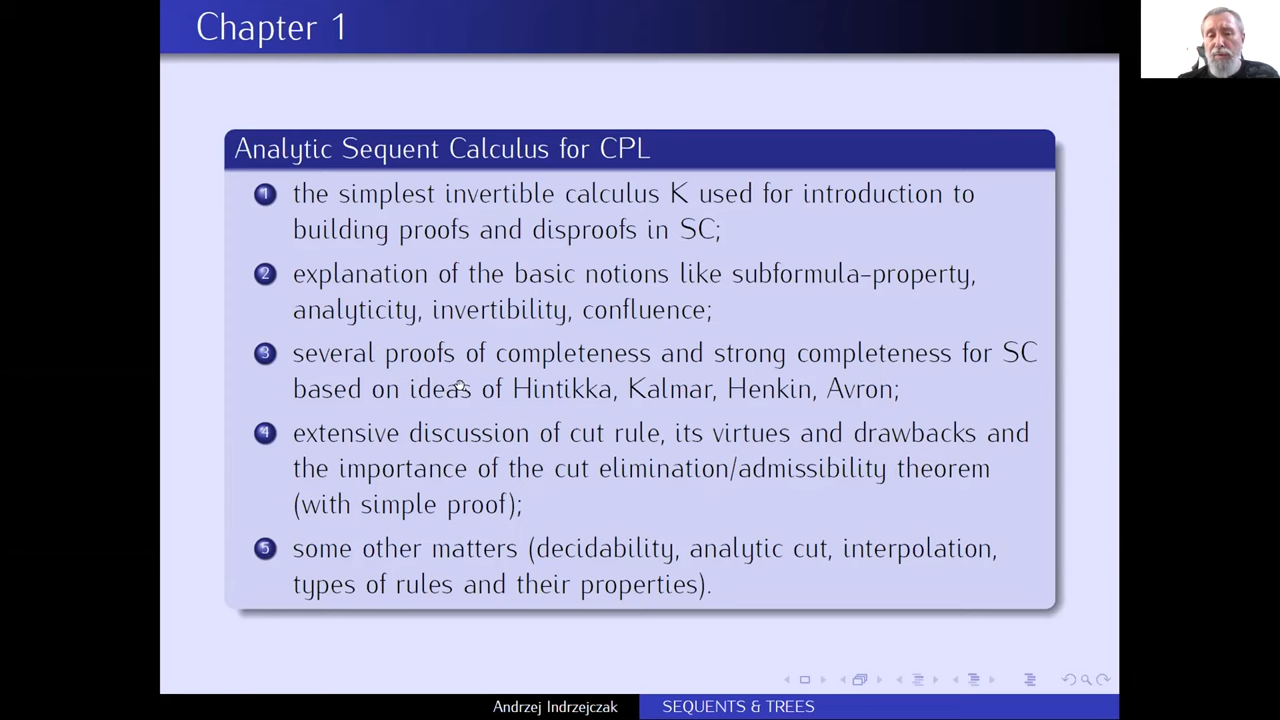 Chapter 1
Analytic Sequent Calculus for CPL
1 the simplest invertible calculus K used for introduction to
building proofs and disproofs in SC;
2 explanation of the basic notions like subformula-property,
analyticity, invertibility, confluence;
3 several proofs of completeness and strong completeness for SC
based on ideas of Hintikka, Kalmar, Henkin, Avron;
4 extensive discussion of cut rule, its virtues and drawbacks and
the importance of the cut elimination/admissibility theorem
(with simple proof);
5 some other matters (decidability, analytic cut, interpolation,
types of rules and their properties).
Andrzej Indrzejczak
SEQUENTS & TREES